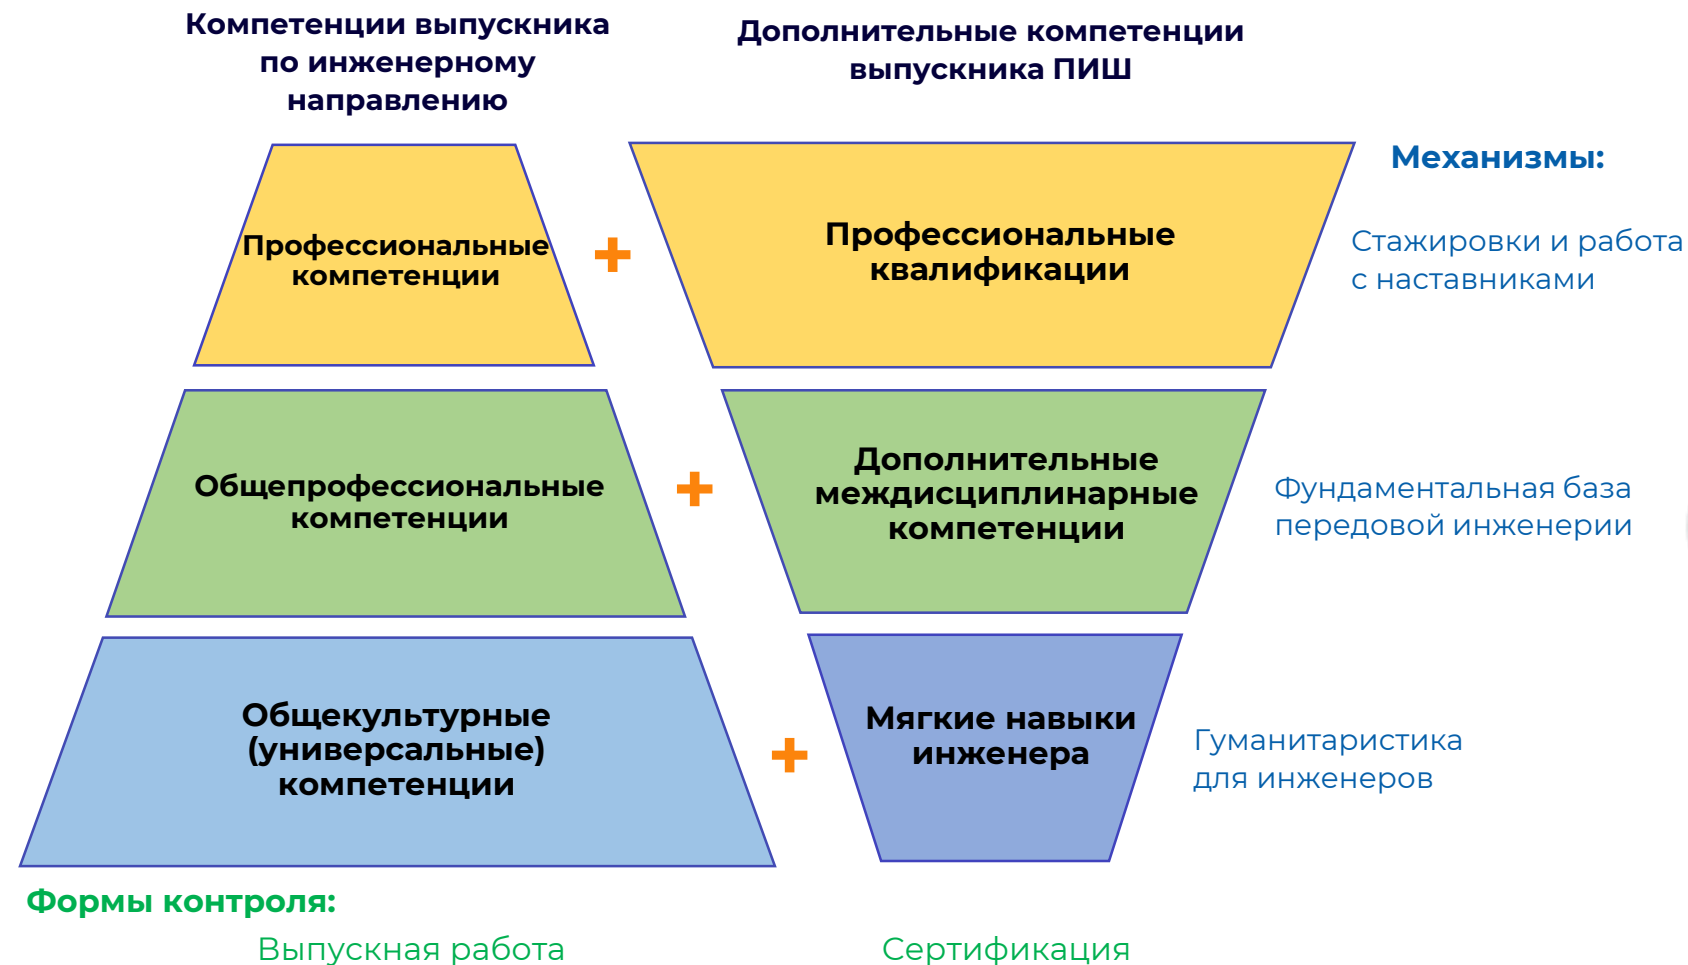 Компетенции выпускника
по инженерному
направлению
Дополнительные компетенции
выпускника ПИШ
Механизмы:
Профессиональные
компетенции
+
Профессиональные
квалификации
Стажировки и работа
с наставниками
Общепрофессиональные
компетенции
+
Дополнительные
междисциплинарные
компетенции
Фундаментальная база
передовой инженерии
Общекультурные
(универсальные)
компетенции
+
Мягкие навыки
инженера
Гуманитаристика
для инженеров
Формы контроля:
Выпускная работа
Сертификация